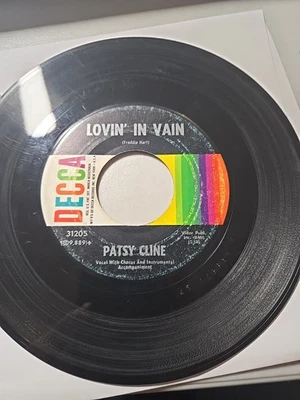 LOVIN' IN VAIN
(Freddie Hart)
DECCA
31205
PATSY CLINE
Vocal With Chorus And Instrumental
Accompaniment